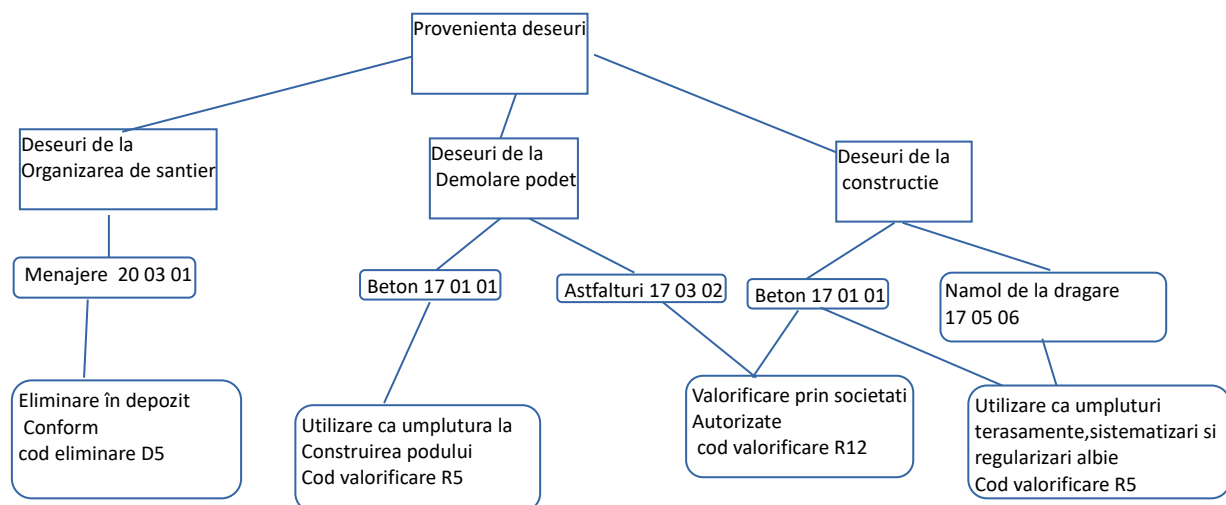 Provenienta deseuri
Deseuri de la
Organizarea de santier
Deseuri de la
Demolare podet
Deseuri de la
constructie
Menajere 20 03 01
Beton 17 01 01
Astfalturi 17 03 02
Beton 17 01 01
Namol de la dragare
17 05 06
Eliminare în depozit
Conform
cod eliminare D5
Utilizare ca umplutura la
Construirea podului
Cod valorificare R5
Valorificare prin societati
Autorizate
cod valorificare R12
Utilizare ca umpluturi
terasamente,sistematizari si
regularizari albie
Cod valorificare R5